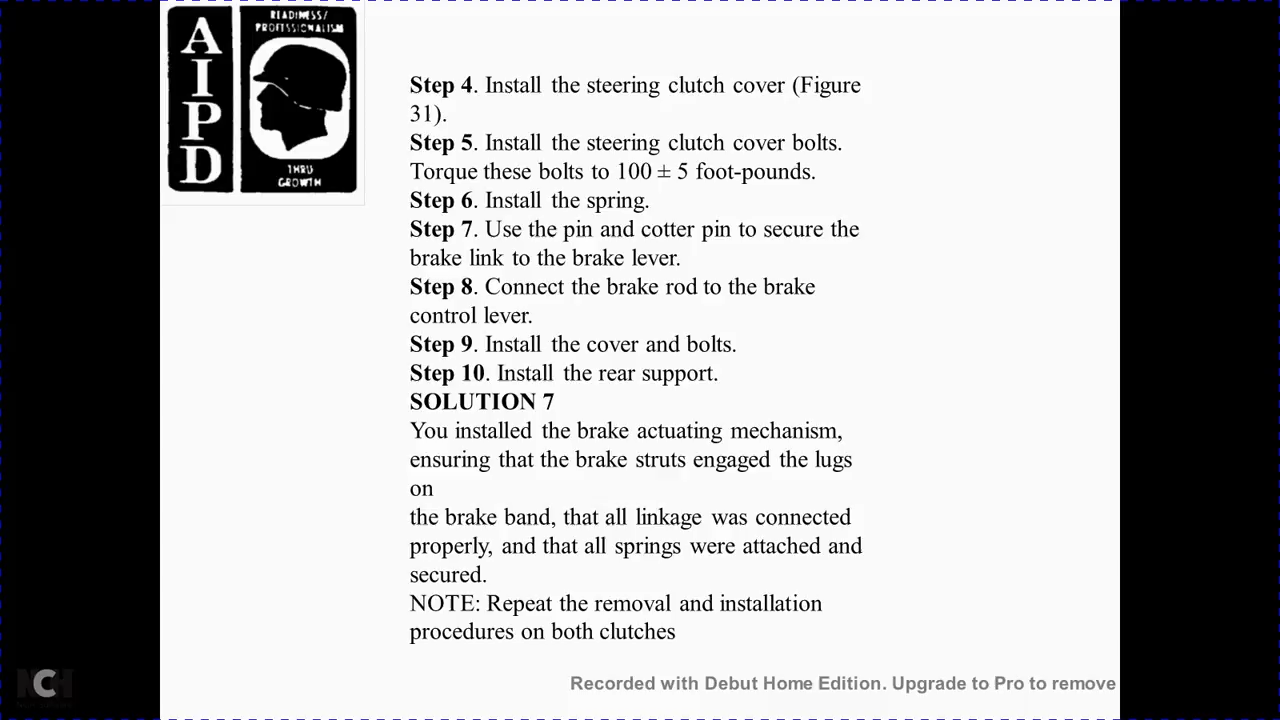 A
I
P
D
READINESS/
PROFESSIONALISM
THRU
GROWTH
Step 4. Install the steering clutch cover (Figure
31).
Step 5. Install the steering clutch cover bolts.
Torque these bolts to 100 ± 5 foot-pounds.
Step 6. Install the spring.
Step 7. Use the pin and cotter pin to secure the
brake link to the brake lever.
Step 8. Connect the brake rod to the brake
control lever.
Step 9. Install the cover and bolts.
Step 10. Install the rear support.
SOLUTION 7
You installed the brake actuating mechanism,
ensuring that the brake struts engaged the lugs
on
the brake band, that all linkage was connected
properly, and that all springs were attached and
secured.
NOTE: Repeat the removal and installation
procedures on both clutches
NCH
Recorded with Debut Home Edition. Upgrade to Pro to remove